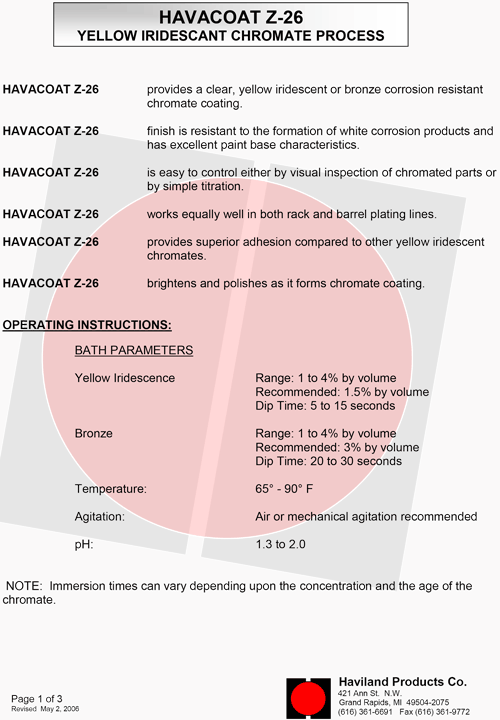 HAVACOAT Z-26
YELLOW IRIDESCANT CHROMATE PROCESS
HAVACOAT Z-26 provides a clear, yellow iridescent or bronze corrosion resistant
chromate coating.
HAVACOAT Z-26 finish is resistant to the formation of white corrosion products and
has excellent paint base characteristics.
HAVACOAT Z-26 is easy to control either by visual inspection of chromated parts or
by simple titration.
HAVACOAT Z-26 works equally well in both rack and barrel plating lines.
HAVACOAT Z-26 provides superior adhesion compared to other yellow iridescent
chromates.
HAVACOAT Z-26 brightens and polishes as it forms chromate coating.
OPERATING INSTRUCTIONS:
BATH PARAMETERS
Yellow Iridescence Range: 1 to 4% by volume
Recommended: 1.5% by volume
Dip Time: 5 to 15 seconds
Bronze Range: 1 to 4% by volume
Recommended: 3% by volume
Dip Time: 20 to 30 seconds
Temperature: 65° - 90° F
Agitation: Air or mechanical agitation recommended
pH: 1.3 to 2.0
NOTE: Immersion times can vary depending upon the concentration and the age of the
chromate.
Page 1 of 3
Revised May 2, 2006
Haviland Products Co.
421 Ann St. N.W.
Grand Rapids, MI 49504-2075
(616) 361-6691 Fax (616) 361-9772